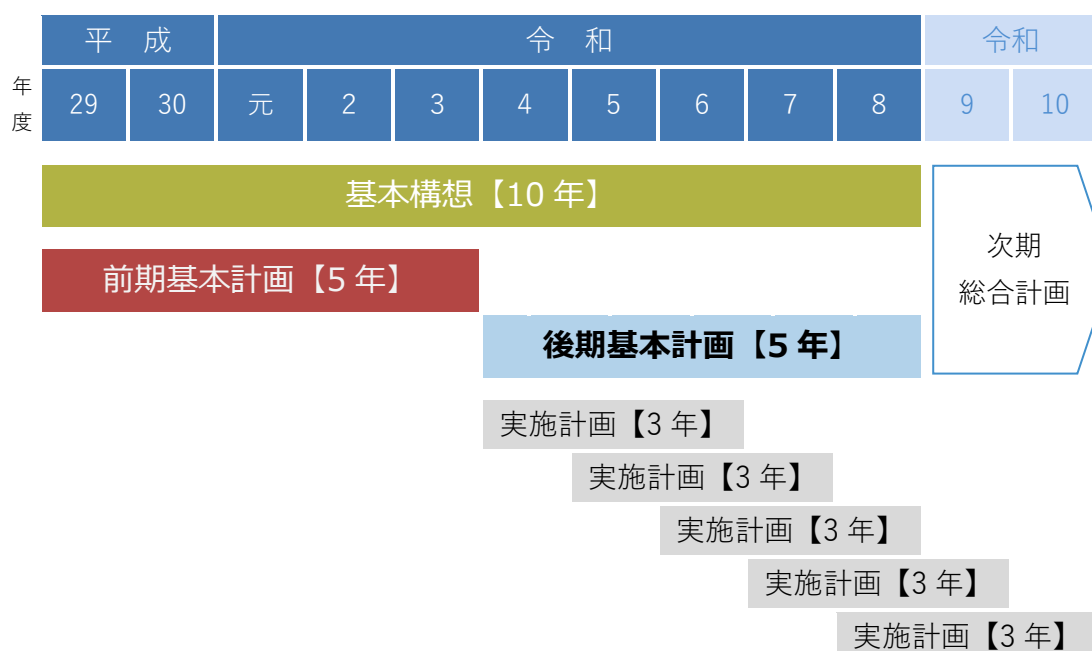 平 成 令 和 令和
年度 29 30 元 2 3 4 5 6 7 8 9 10
基本構想【10 年】
前期基本計画【5 年】
次期
総合計画
後期基本計画【5 年】
実施計画【3 年】
実施計画【3 年】
実施計画【3 年】
実施計画【3 年】
実施計画【3 年】